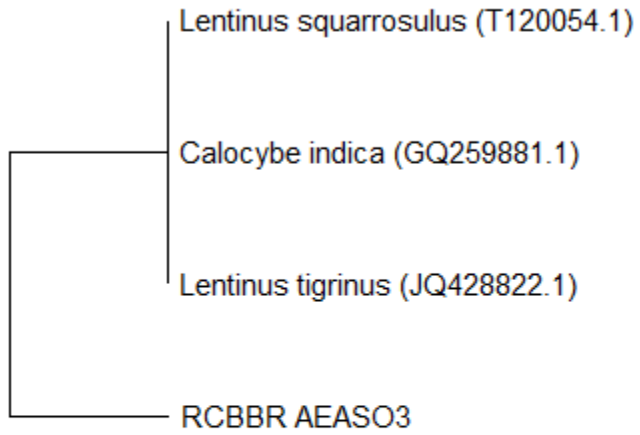 Lentinus squarrosulus (T120054.1)
Calocybe indica (GQ259881.1)
Lentinus tigrinus (JQ428822.1)
RCBBR AEASO3